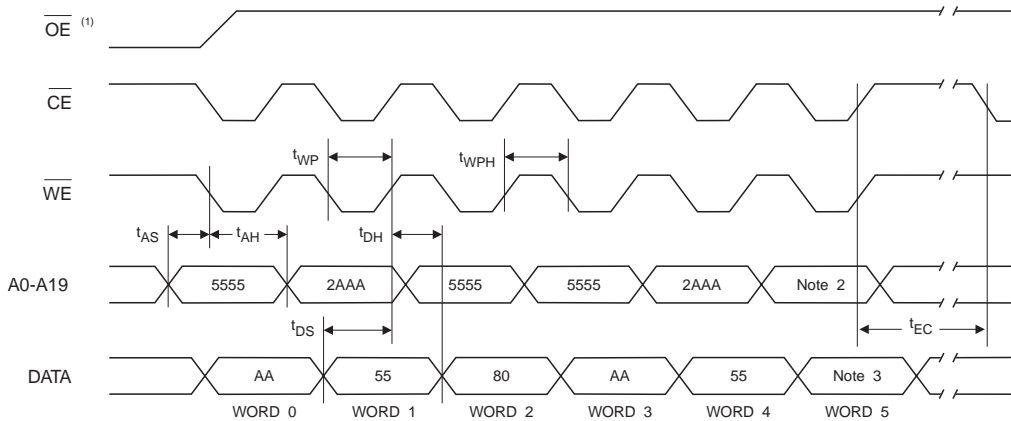 OE (1)
CE
tWP
tWPH
WE
tAS
tAH
tDH
A0-A19
5555
2AAA
5555
5555
2AAA
Note 2
tDS
tEC
DATA
AA
55
80
AA
55
Note 3
WORD 0
WORD 1
WORD 2
WORD 3
WORD 4
WORD 5